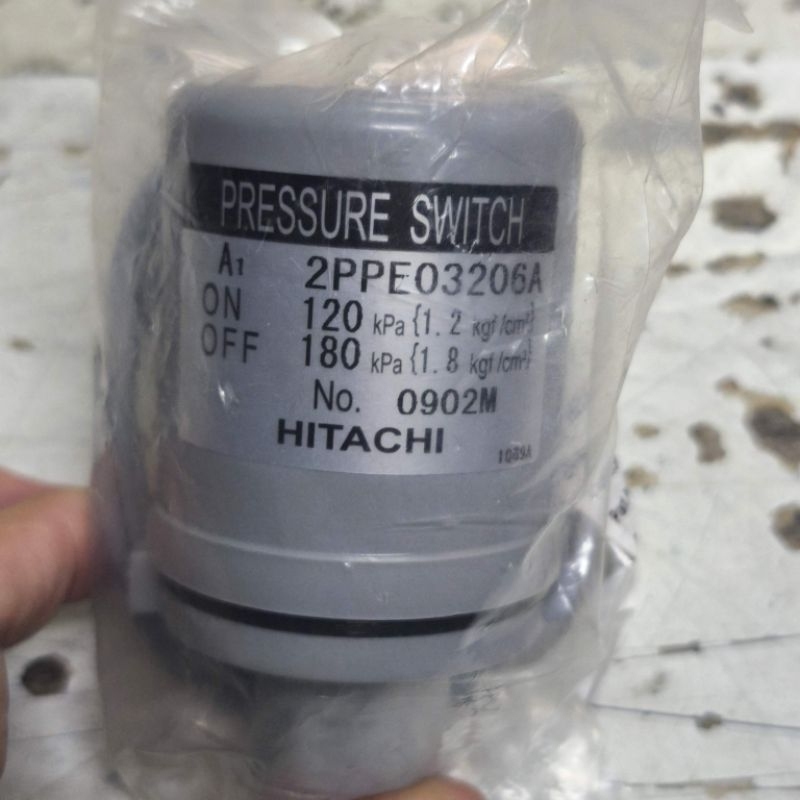 PRESSURE SWITCH
A1 2PPE03206A
ON 120 kPa {1.2 kgf/cm²}
OFF 180 kPa {1.8 kgf/cm²}
No. 0902M
HITACHI